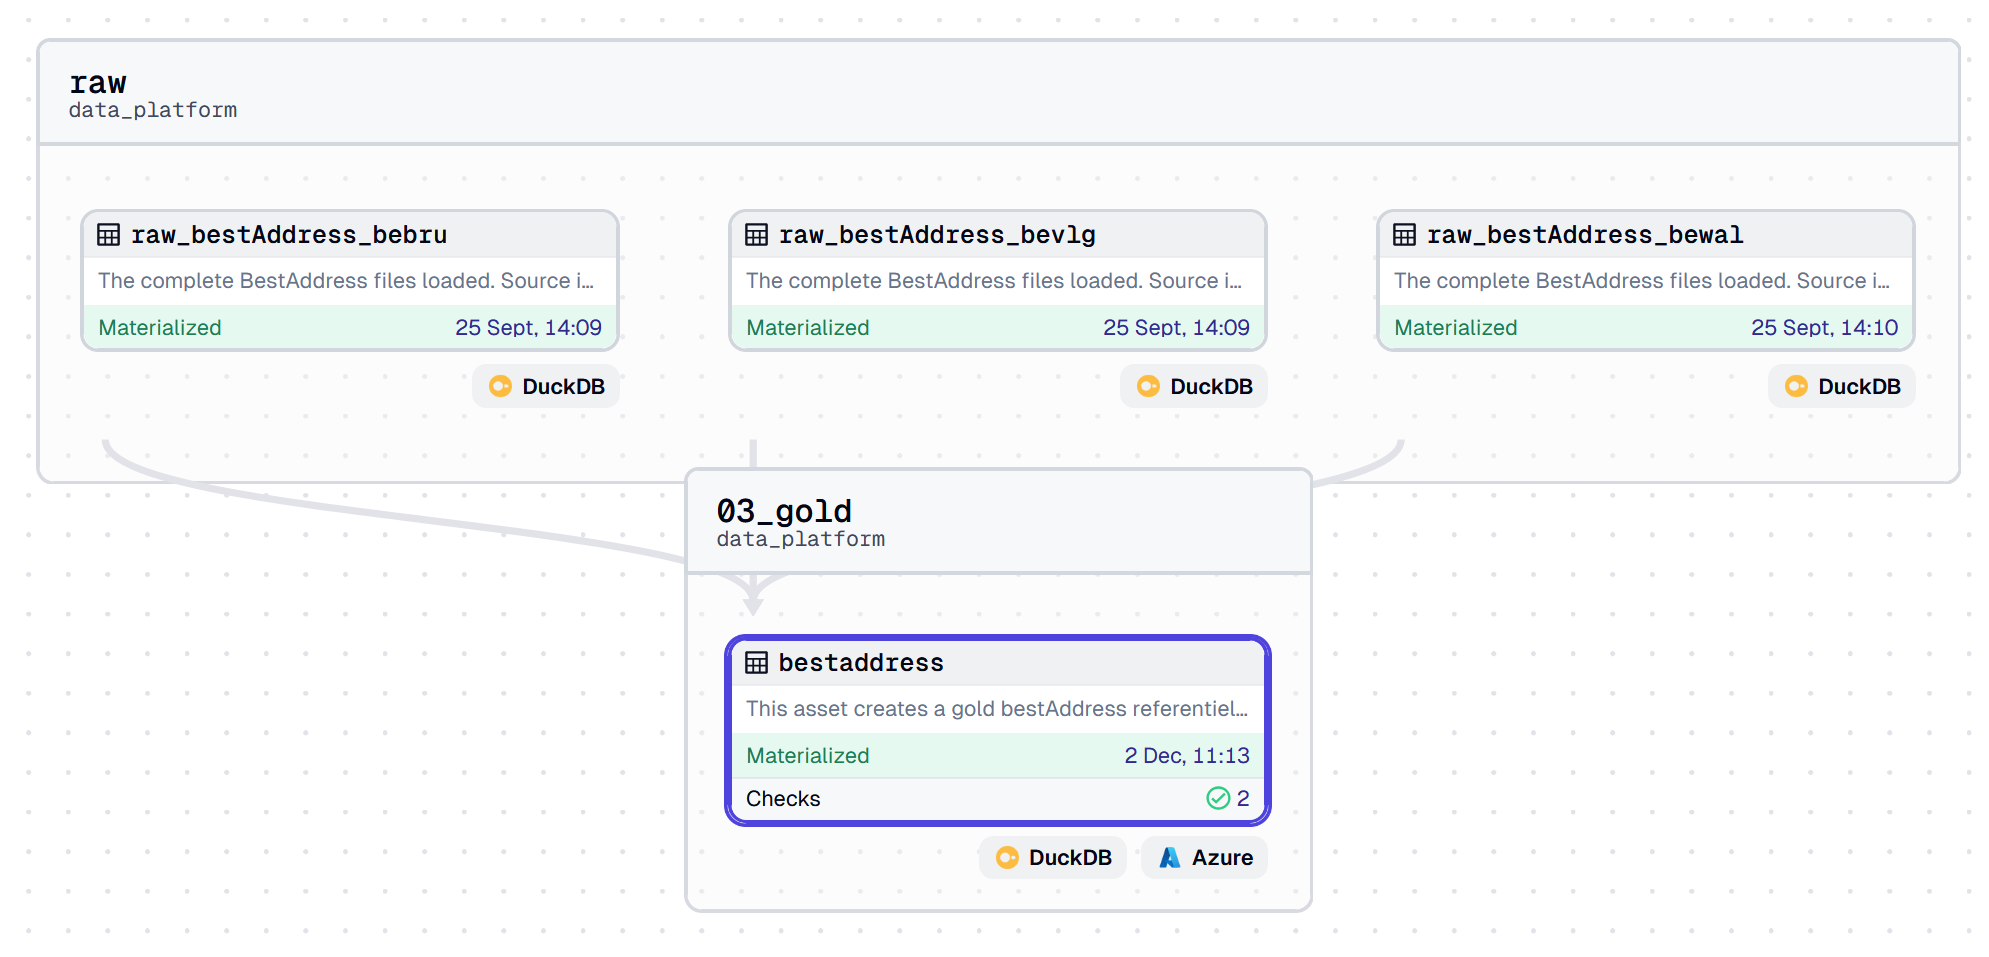 raw
data_platform
raw_bestAddress_bebru
The complete BestAddress files loaded. Source i...
Materialized 25 Sept, 14:09
DuckDB
raw_bestAddress_bevlg
The complete BestAddress files loaded. Source i...
Materialized 25 Sept, 14:09
DuckDB
raw_bestAddress_bewal
The complete BestAddress files loaded. Source i...
Materialized 25 Sept, 14:10
DuckDB
03_gold
data_platform
bestaddress
This asset creates a gold bestAddress referentiel...
Materialized 2 Dec, 11:13
Checks 2
DuckDB Azure